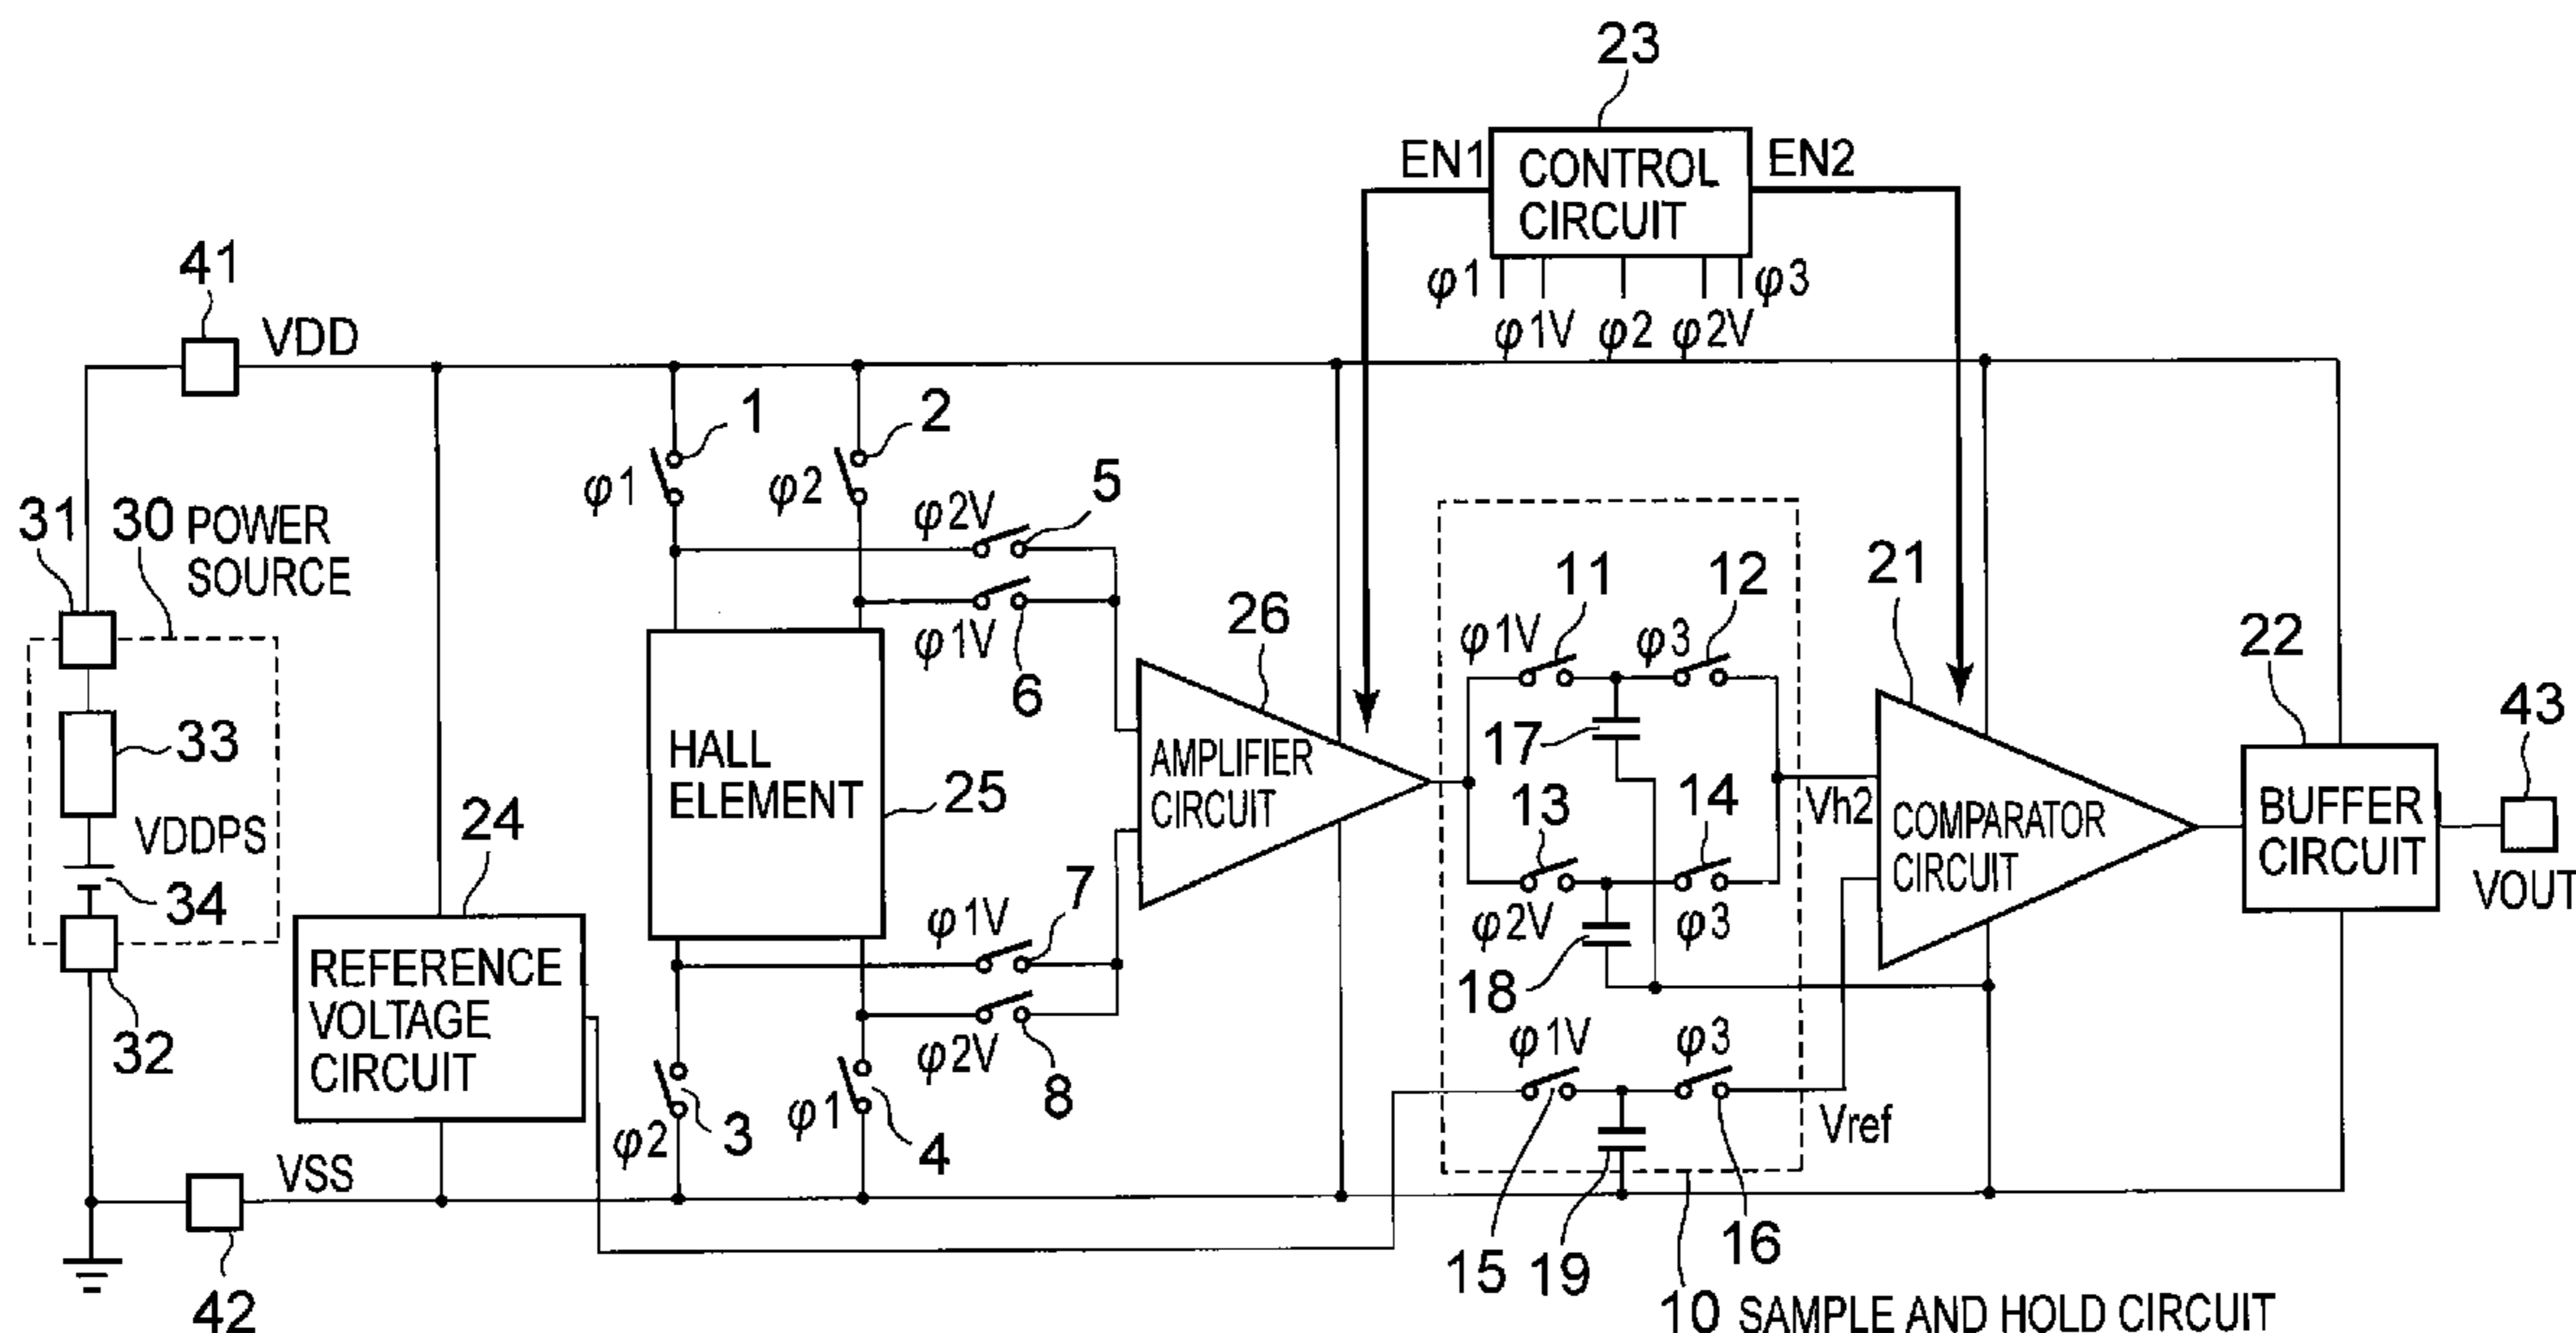 23
EN1
CONTROL
CIRCUIT
EN2
φ1
φ3
φ1V φ2 φ2V
41
VDD
1
2
φ1
φ2
5
φ2V
φ1V
6
31
30 POWER
SOURCE
33
VDDPS
34
32
24
REFERENCE
VOLTAGE
CIRCUIT
HALL
ELEMENT
25
26
AMPLIFIER
CIRCUIT
φ1V
7
φ2V
8
φ2
3
φ1
4
VSS
42
11
12
φ1V
φ3
17
13
14
φ2V
φ3
18
φ1V
φ3
15
19
16
10 SAMPLE AND HOLD CIRCUIT
Vh2
Vref
21
COMPARATOR
CIRCUIT
22
BUFFER
CIRCUIT
43
VOUT